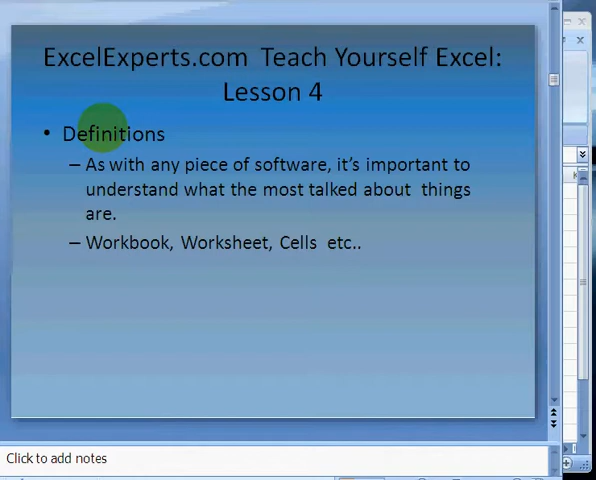 ExcelExperts.com Teach Yourself Excel:
Lesson 4
• Definitions
– As with any piece of software, it's important to
understand what the most talked about things
are.
– Workbook, Worksheet, Cells etc..
Click to add notes